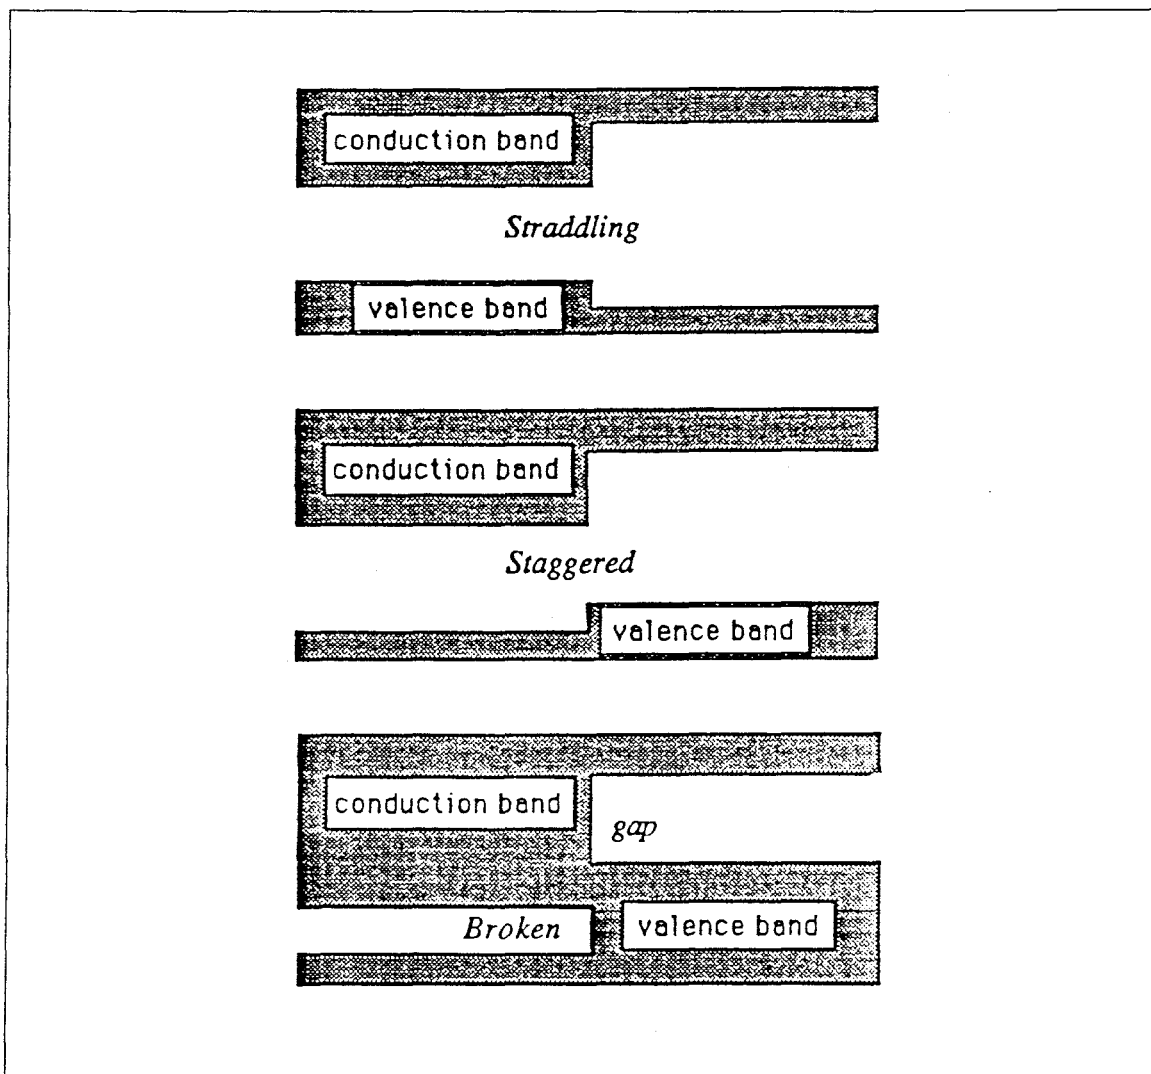 conduction band
Straddling
valence band
conduction band
Staggered
valence band
conduction band
gap
Broken
valence band